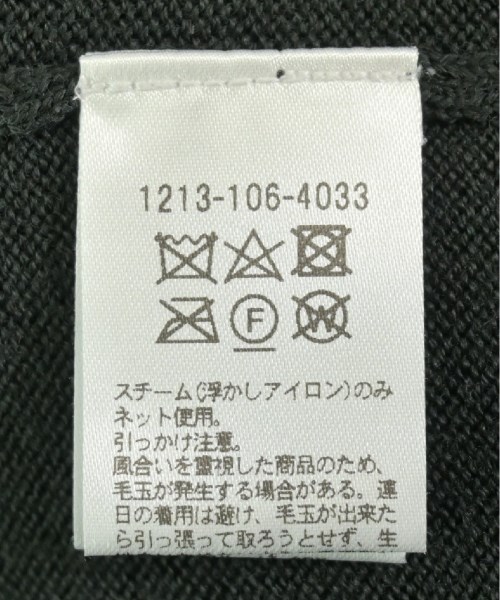 1213-106-4033
F
W
スチーム(浮かしアイロン)のみ
ネット使用。
引っかけ注意。
風合いを重視した商品のため、
毛玉が発生する場合がある。連
日の着用は避け、毛玉が出来た
ら引っ張って取ろうとせず、生